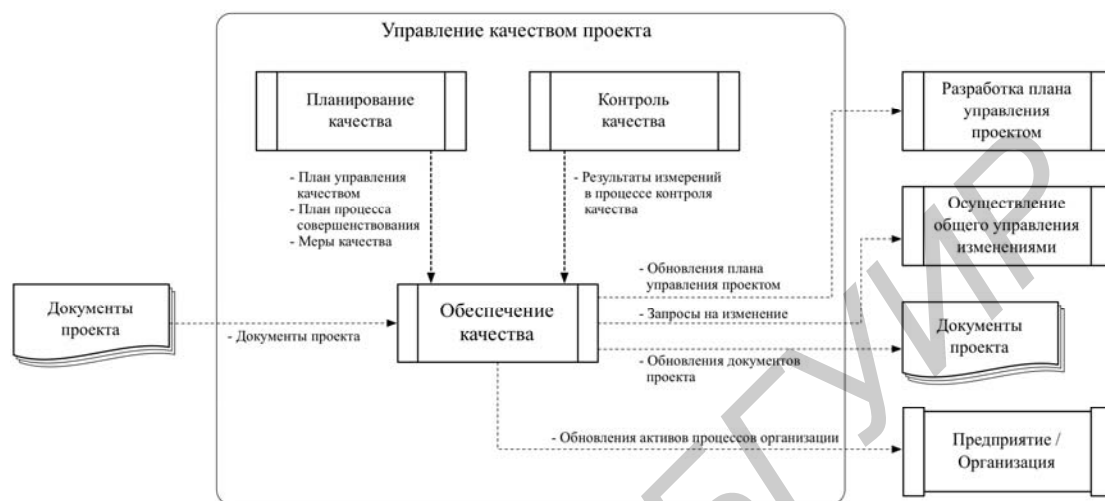 Управление качеством проекта
Планирование
качества
Контроль
качества
- План управления
качеством
- План процесса
совершенствования
- Меры качества
- Результаты измерений
в процессе контроля
качества
Документы
проекта
- Документы проекта
Обеспечение
качества
- Обновления плана
управления проектом
- Запросы на изменение
- Обновления документов
проекта
- Обновления активов процессов организации
Разработка плана
управления
проектом
Осуществление
общего управления
изменениями
Документы
проекта
Предприятие /
Организация
БГУИР